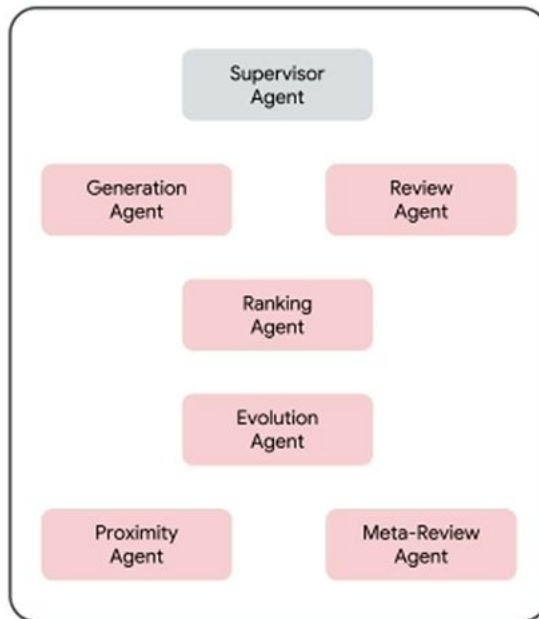 Supervisor
Agent
Generation
Agent
Review
Agent
Ranking
Agent
Evolution
Agent
Proximity
Agent
Meta-Review
Agent